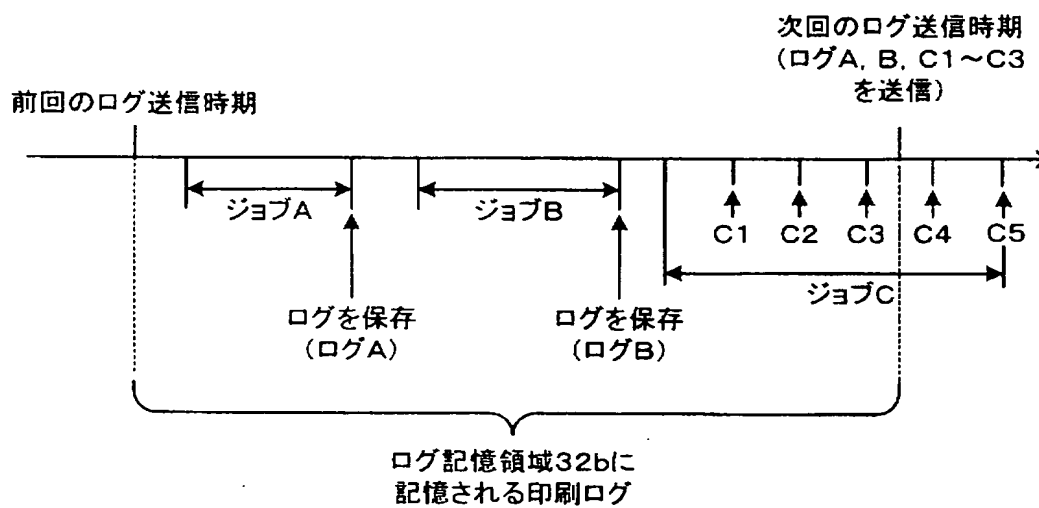 次回のログ送信時期
(ログA, B, C1~C3
を送信)
前回のログ送信時期
ジョブA
ジョブB
C1
C2
C3
C4
C5
ジョブC
ログを保存
(ログA)
ログを保存
(ログB)
ログ記憶領域32bに
記憶される印刷ログ